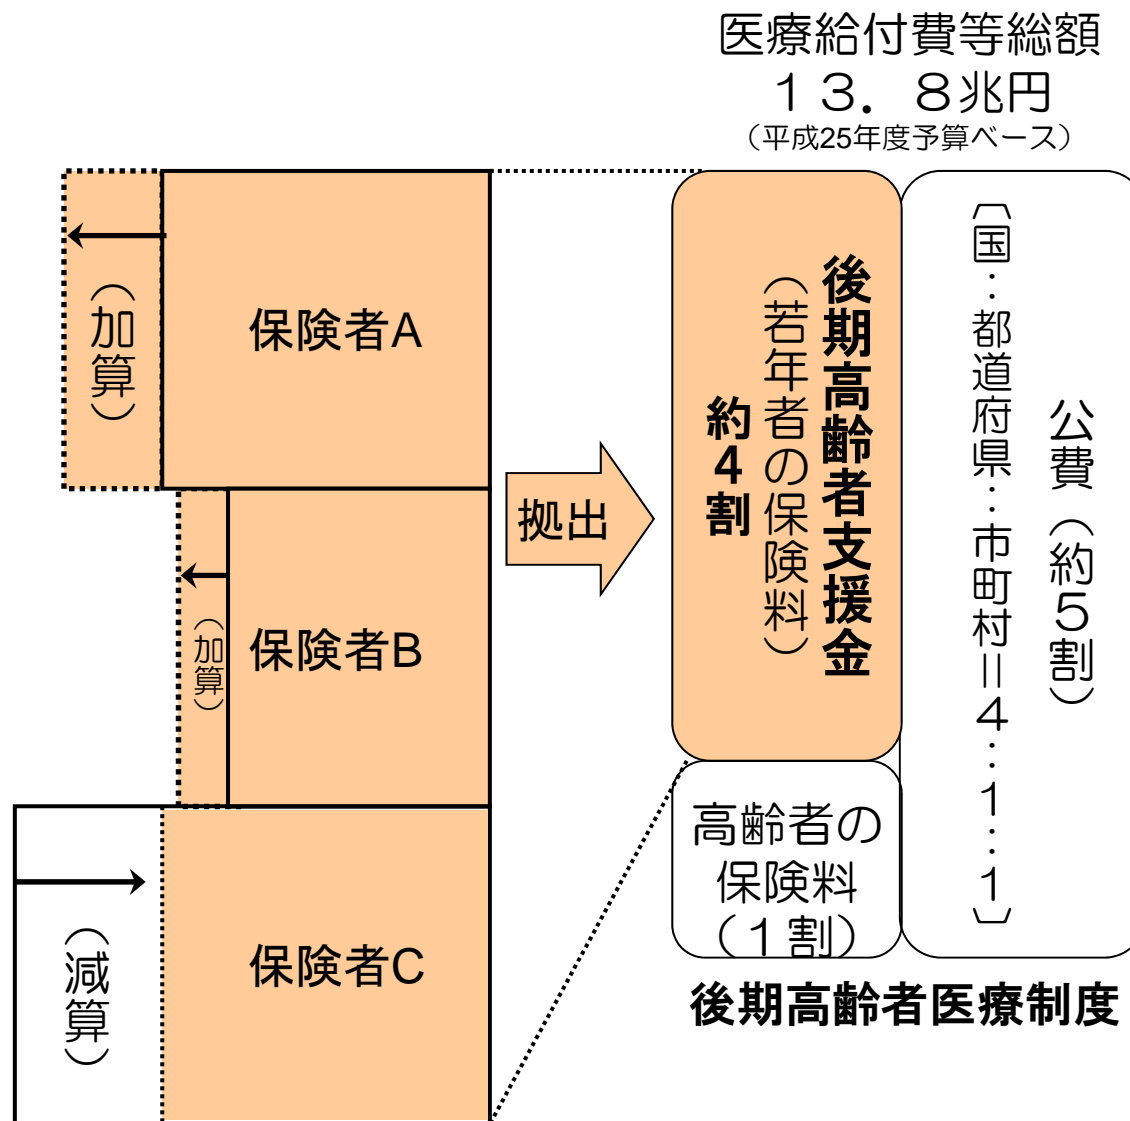 医療給付費等総額
１３．８兆円
（平成25年度予算ベース）
（加算）
保険者A
（加算）
保険者B
（減算）
保険者C
拠出
後期高齢者支援金
（若年者の保険料）
約４割
公費（約５割）
〔国：都道府県：市町村＝４：１：１〕
高齢者の
保険料
（１割）
後期高齢者医療制度